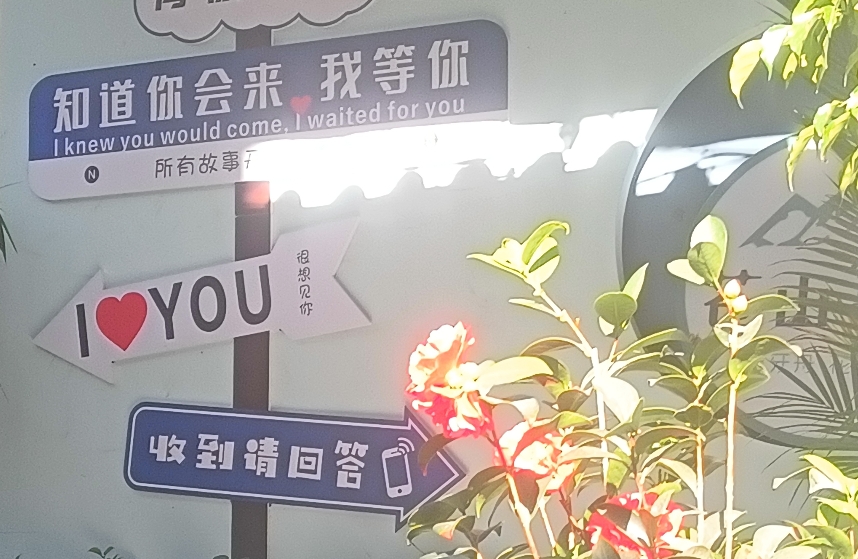 知道你会来 我等你
I knew you would come, I waited for you
N
所有故事
I ❤ YOU
很想见你
收到请回答
山